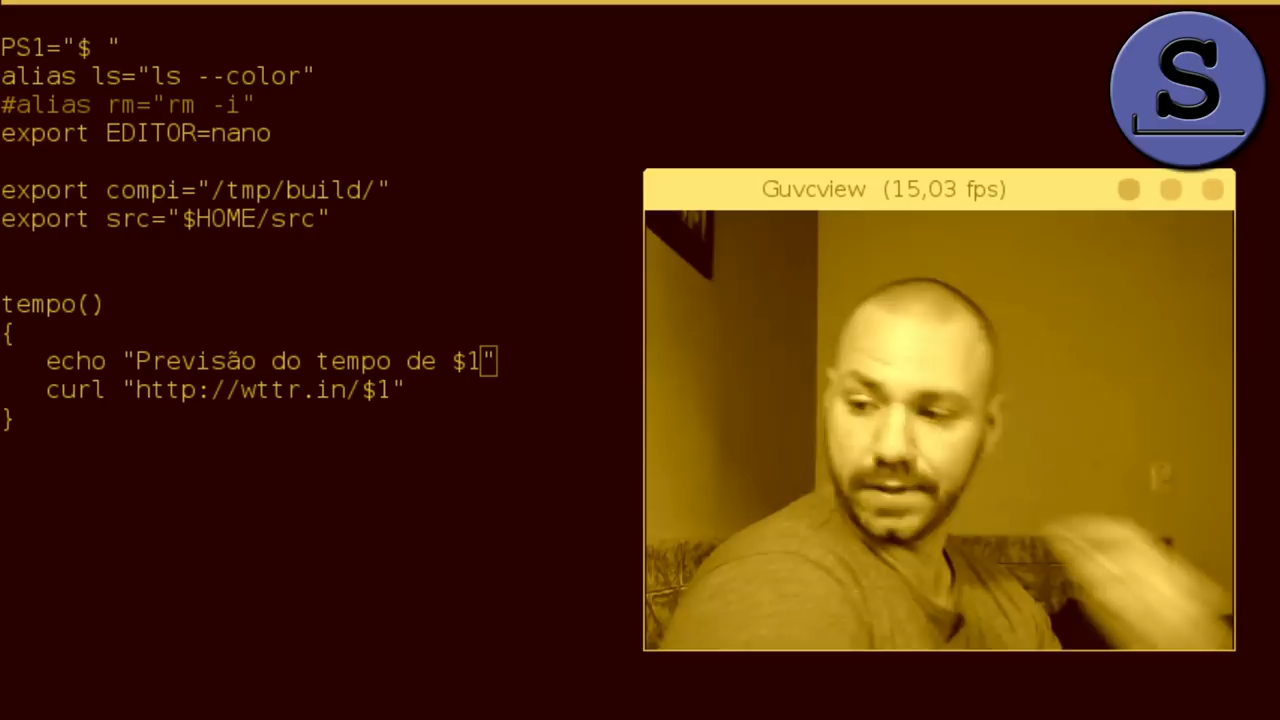 PS1="$ "
alias ls="ls --color"
#alias rm="rm -i"
export EDITOR=nano
export compi="/tmp/build/"
export src="$HOME/src"
tempo()
{
echo "Previsão do tempo de $1"
curl "http://wttr.in/$1"
}
S
Guvcview (15,03 fps)